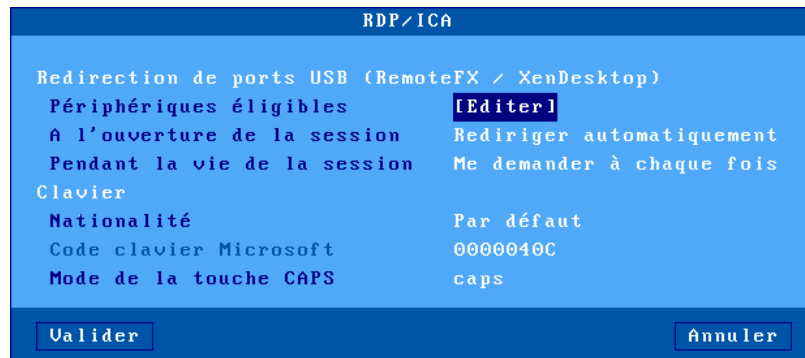 RDP/ICA
Redirection de ports USB (RemoteFX / XenDesktop)
Périphériques éligibles [Editer]
A l'ouverture de la session Rediriger automatiquement
Pendant la vie de la session Me demander à chaque fois
Clavier
Nationalité Par défaut
Code clavier Microsoft 0000040C
Mode de la touche CAPS caps
Valider Annuler